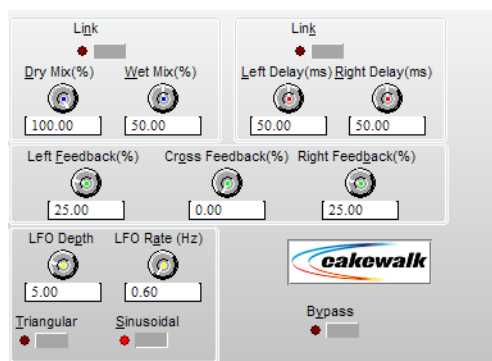 Link Link
Dry Mix(%) Wet Mix(%) Left Delay(ms) Right Delay(ms)
100.00 50.00 50.00 50.00
Left Feedback(%) Cross Feedback(%) Right Feedback(%)
25.00 0.00 25.00
LFO Depth LFO Rate (Hz)
cakewalk
5.00 0.60
Bypass
Triangular Sinusoidal